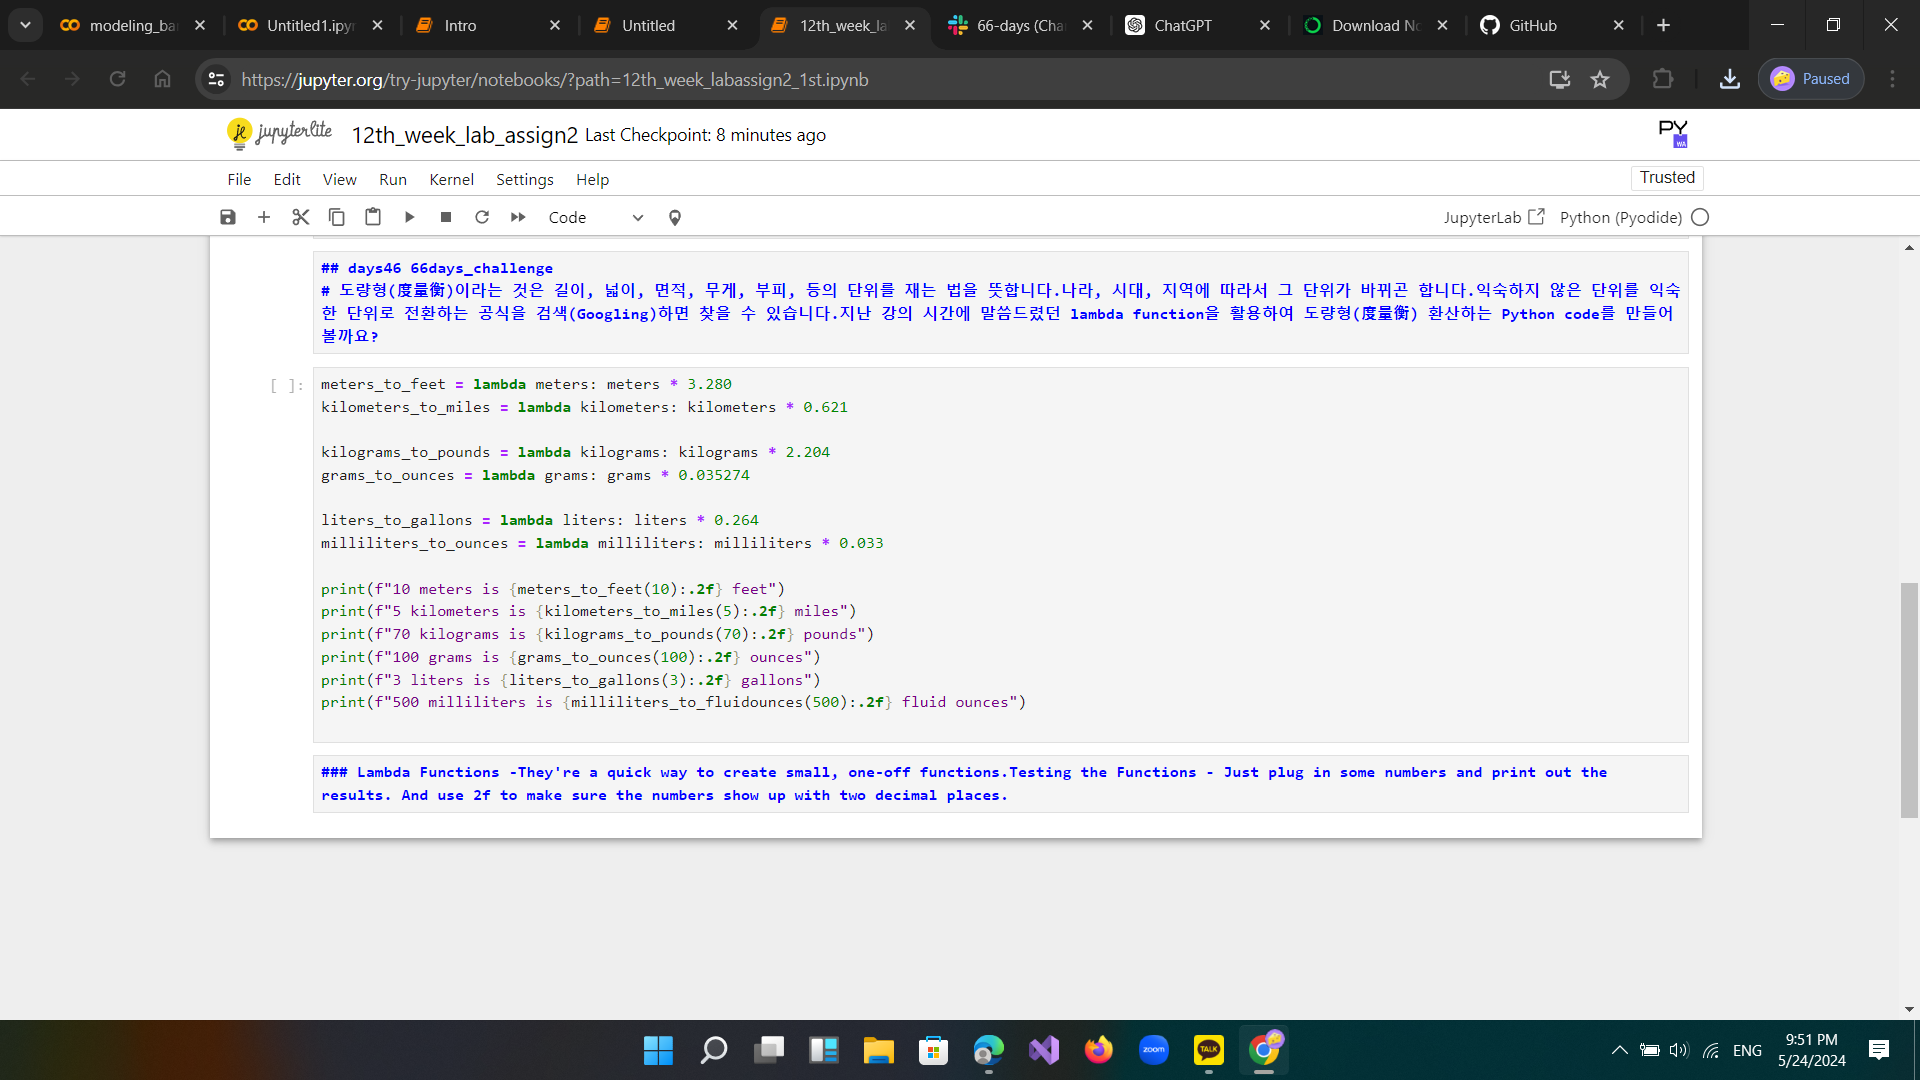 modeling_ba
Untitled1.ipyn
Intro
Untitled
12th_week_la
66-days (Cha
ChatGPT
Download No
GitHub
https://jupyter.org/try-jupyter/notebooks/?path=12th_week_labassign2_1st.ipynb
Paused
jupyterlite
12th_week_lab_assign2 Last Checkpoint: 8 minutes ago
PY
WA
File Edit View Run Kernel Settings Help
Trusted
Code
JupyterLab
Python (Pyodide)
## days46 66days_challenge
# 도량형(度量衡)이라는 것은 길이, 넓이, 면적, 무게, 부피, 등의 단위를 재는 법을 뜻합니다.나라, 시대, 지역에 따라서 그 단위가 바뀌곤 합니다.익숙하지 않은 단위를 익숙
한 단위로 전환하는 공식을 검색(Googling)하면 찾을 수 있습니다.지난 강의 시간에 말씀드렸던 lambda function을 활용하여 도량형(度量衡) 환산하는 Python code를 만들어
볼까요?
[ ]:
meters_to_feet = lambda meters: meters * 3.280
kilometers_to_miles = lambda kilometers: kilometers * 0.621
kilograms_to_pounds = lambda kilograms: kilograms * 2.204
grams_to_ounces = lambda grams: grams * 0.035274
liters_to_gallons = lambda liters: liters * 0.264
milliliters_to_ounces = lambda milliliters: milliliters * 0.033
print(f"10 meters is {meters_to_feet(10):.2f} feet")
print(f"5 kilometers is {kilometers_to_miles(5):.2f} miles")
print(f"70 kilograms is {kilograms_to_pounds(70):.2f} pounds")
print(f"100 grams is {grams_to_ounces(100):.2f} ounces")
print(f"3 liters is {liters_to_gallons(3):.2f} gallons")
print(f"500 milliliters is {milliliters_to_fluidounces(500):.2f} fluid ounces")
### Lambda Functions -They're a quick way to create small, one-off functions.Testing the Functions - Just plug in some numbers and print out the
results. And use 2f to make sure the numbers show up with two decimal places.
zoom
TALK
ENG
9:51 PM
5/24/2024